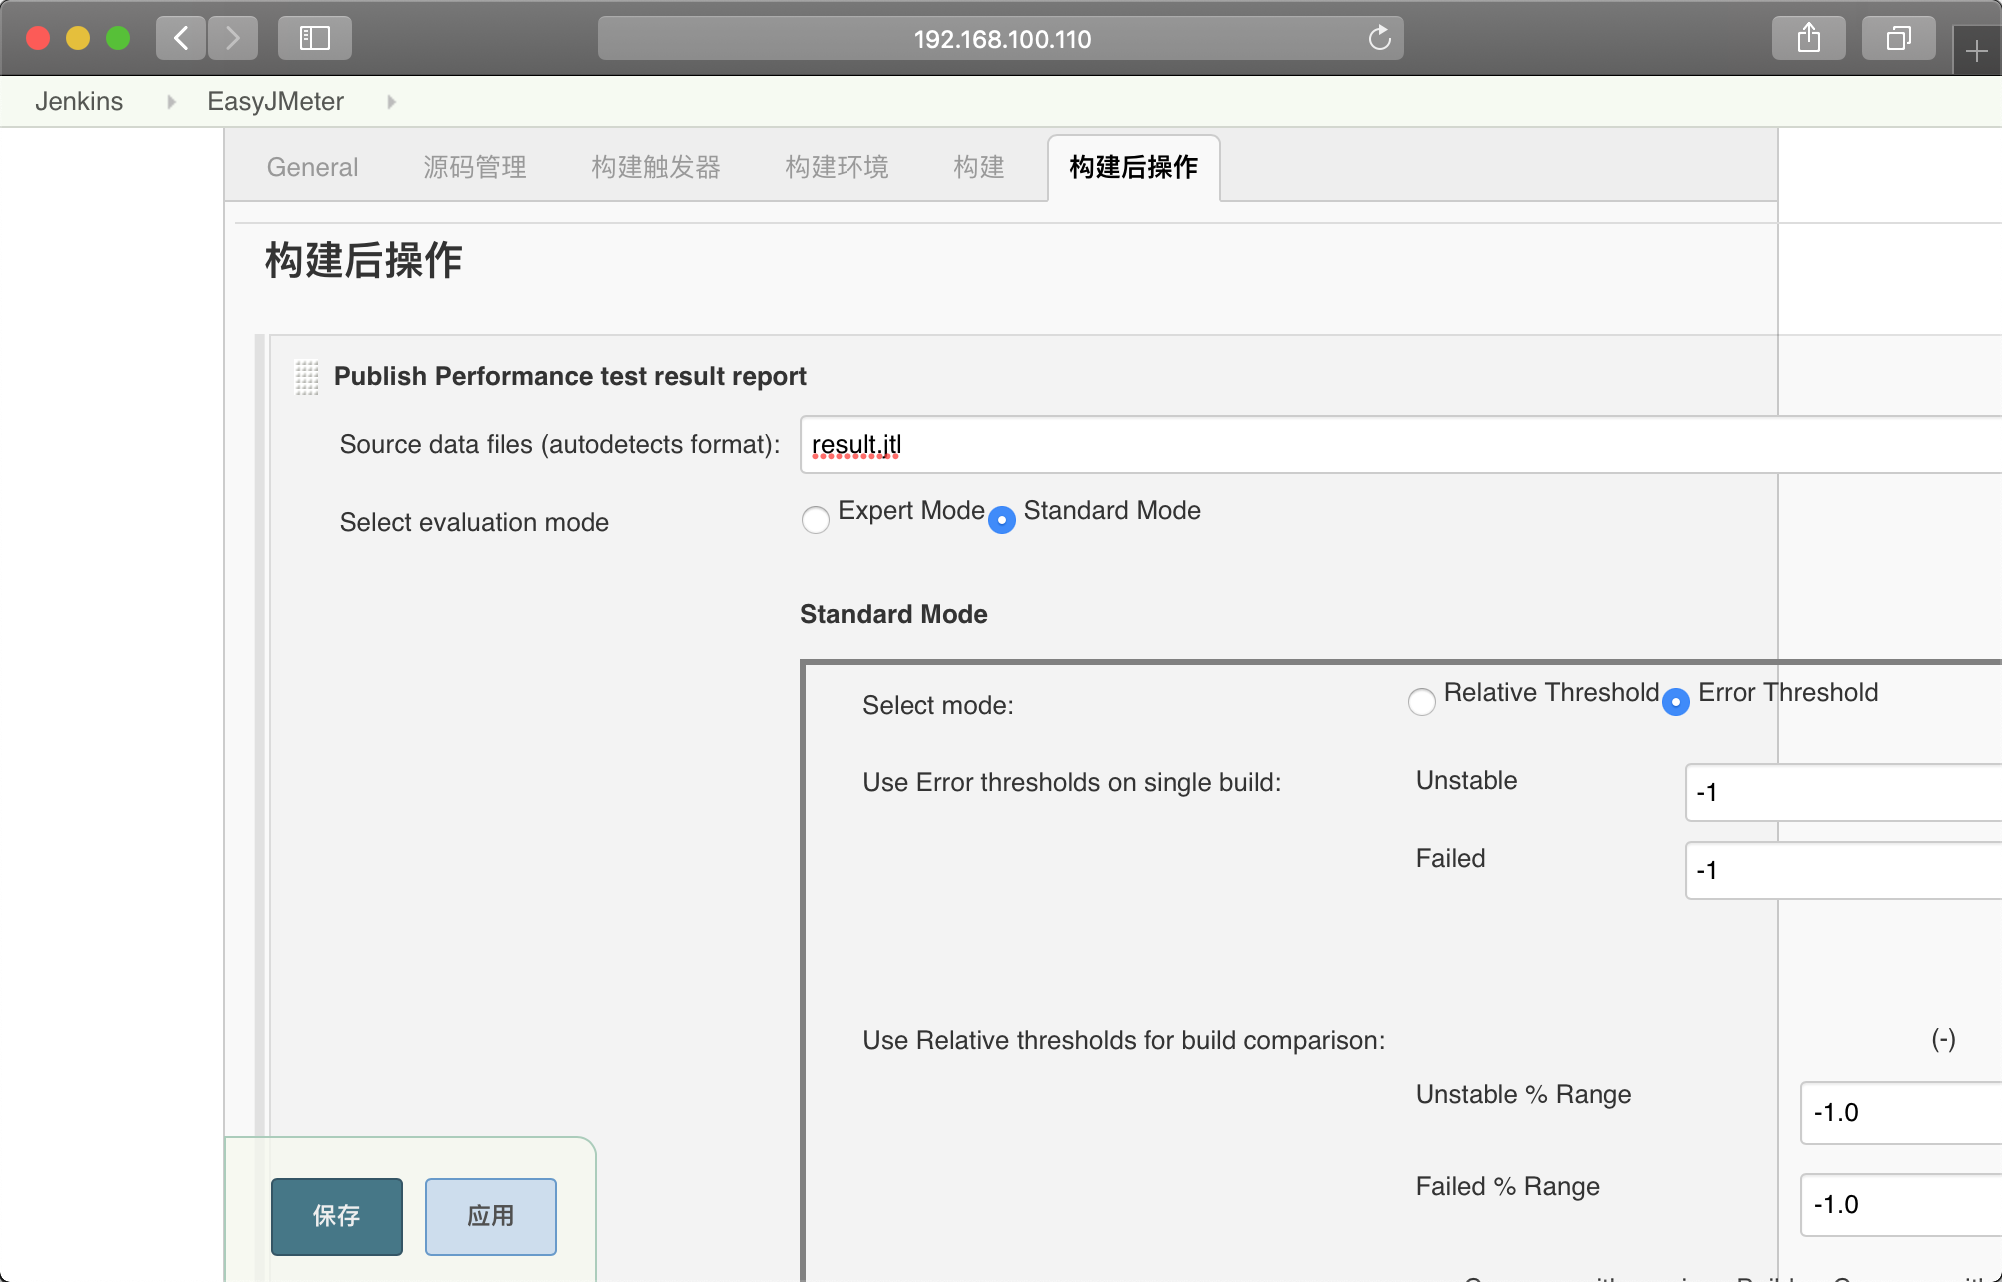 192.168.100.110
Jenkins EasyJMeter
General 源码管理 构建触发器 构建环境 构建 构建后操作
构建后操作
Publish Performance test result report
Source data files (autodetects format): result.jtl
Select evaluation mode Expert Mode Standard Mode
Standard Mode
Select mode: Relative Threshold Error Threshold
Use Error thresholds on single build: Unstable -1
Failed -1
Use Relative thresholds for build comparison: (-)
Unstable % Range -1.0
Failed % Range -1.0
保存 应用